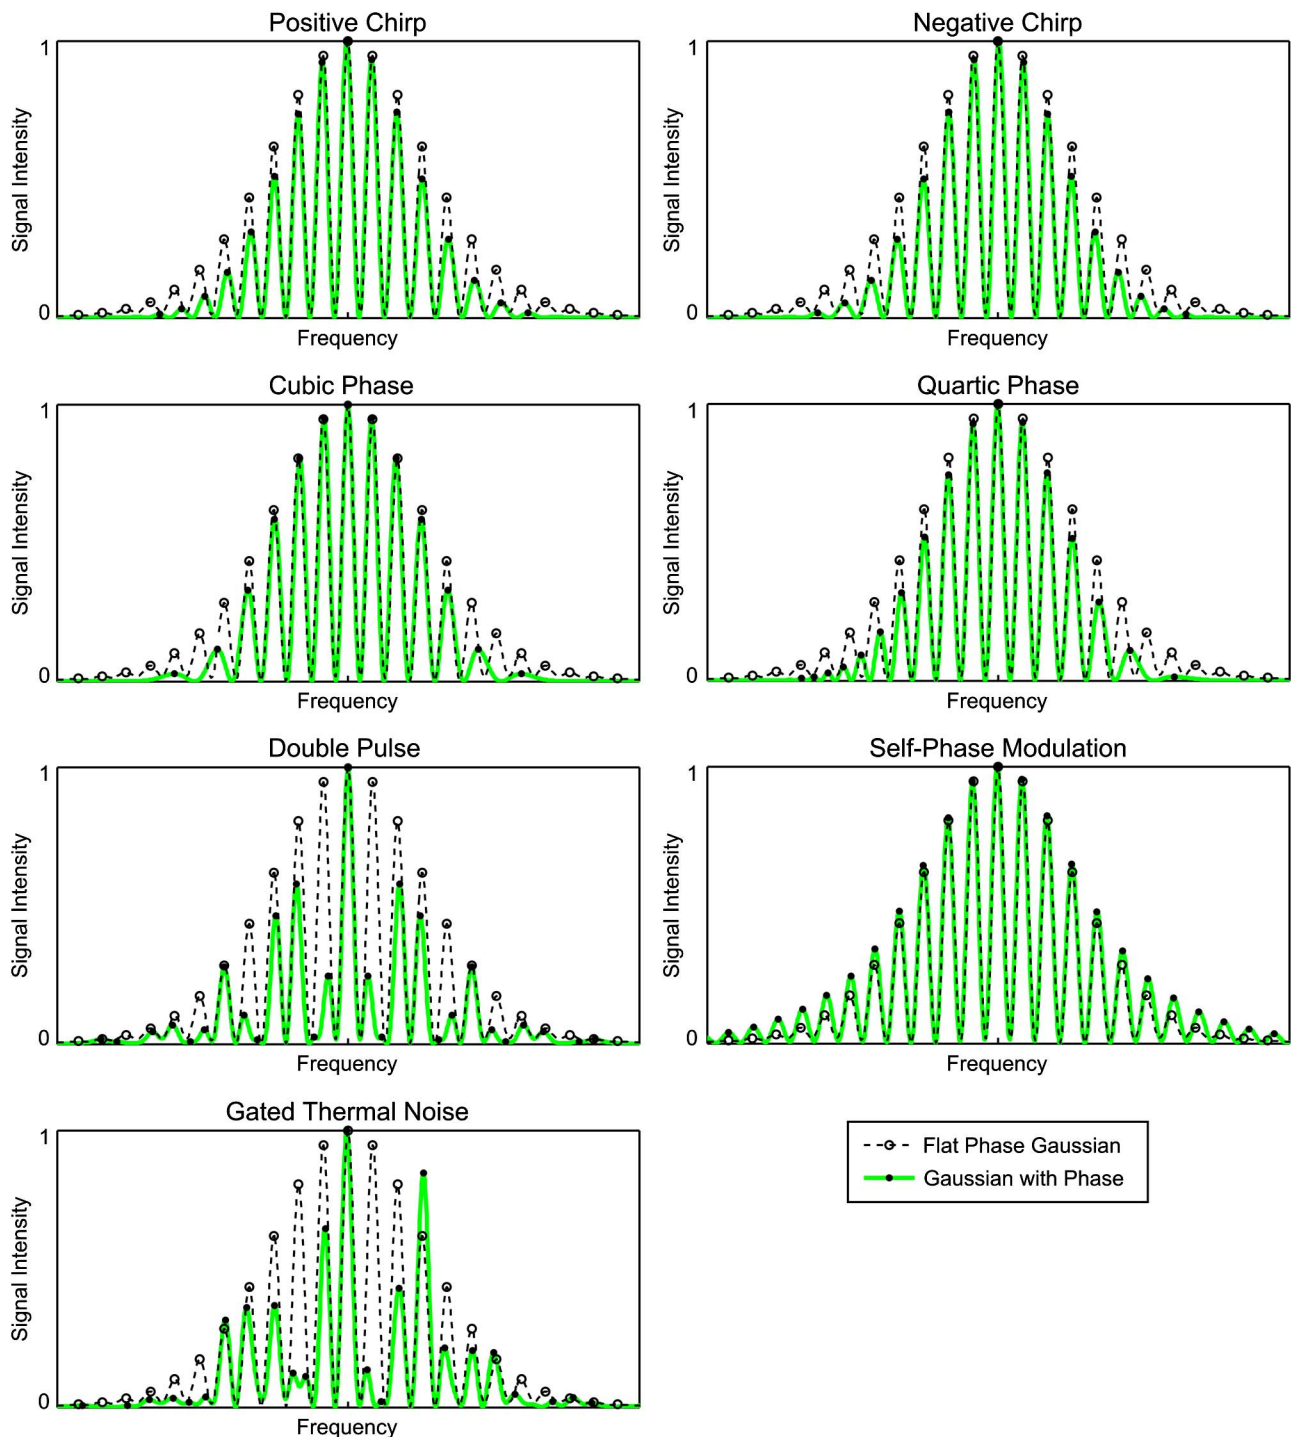 Positive Chirp
1
Signal Intensity
0
Frequency
Negative Chirp
1
Signal Intensity
0
Frequency
Cubic Phase
1
Signal Intensity
0
Frequency
Quartic Phase
1
Signal Intensity
0
Frequency
Double Pulse
1
Signal Intensity
0
Frequency
Self-Phase Modulation
1
Signal Intensity
0
Frequency
Gated Thermal Noise
1
Signal Intensity
0
Frequency
Flat Phase Gaussian
Gaussian with Phase